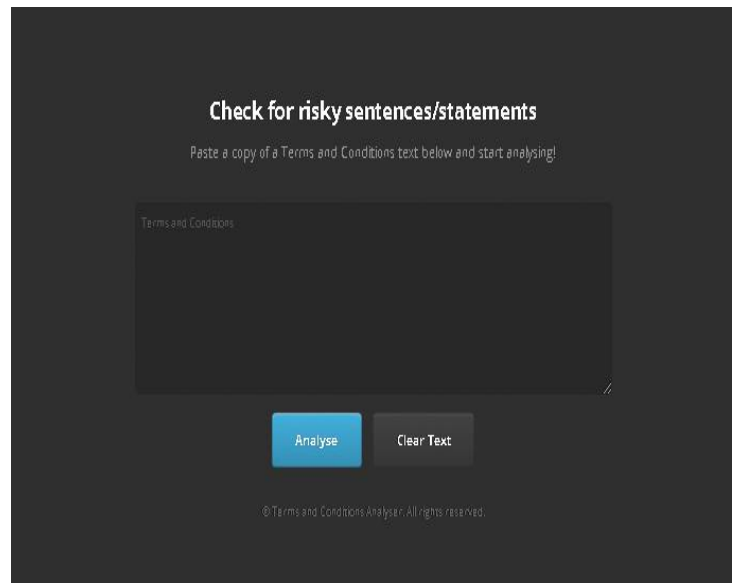 Check for risky sentences/statements
Paste a copy of a Terms and Conditions text below and start analysing!
Terms and Conditions
Analyse
Clear Text
© Terms and Conditions Analyser. All rights reserved.